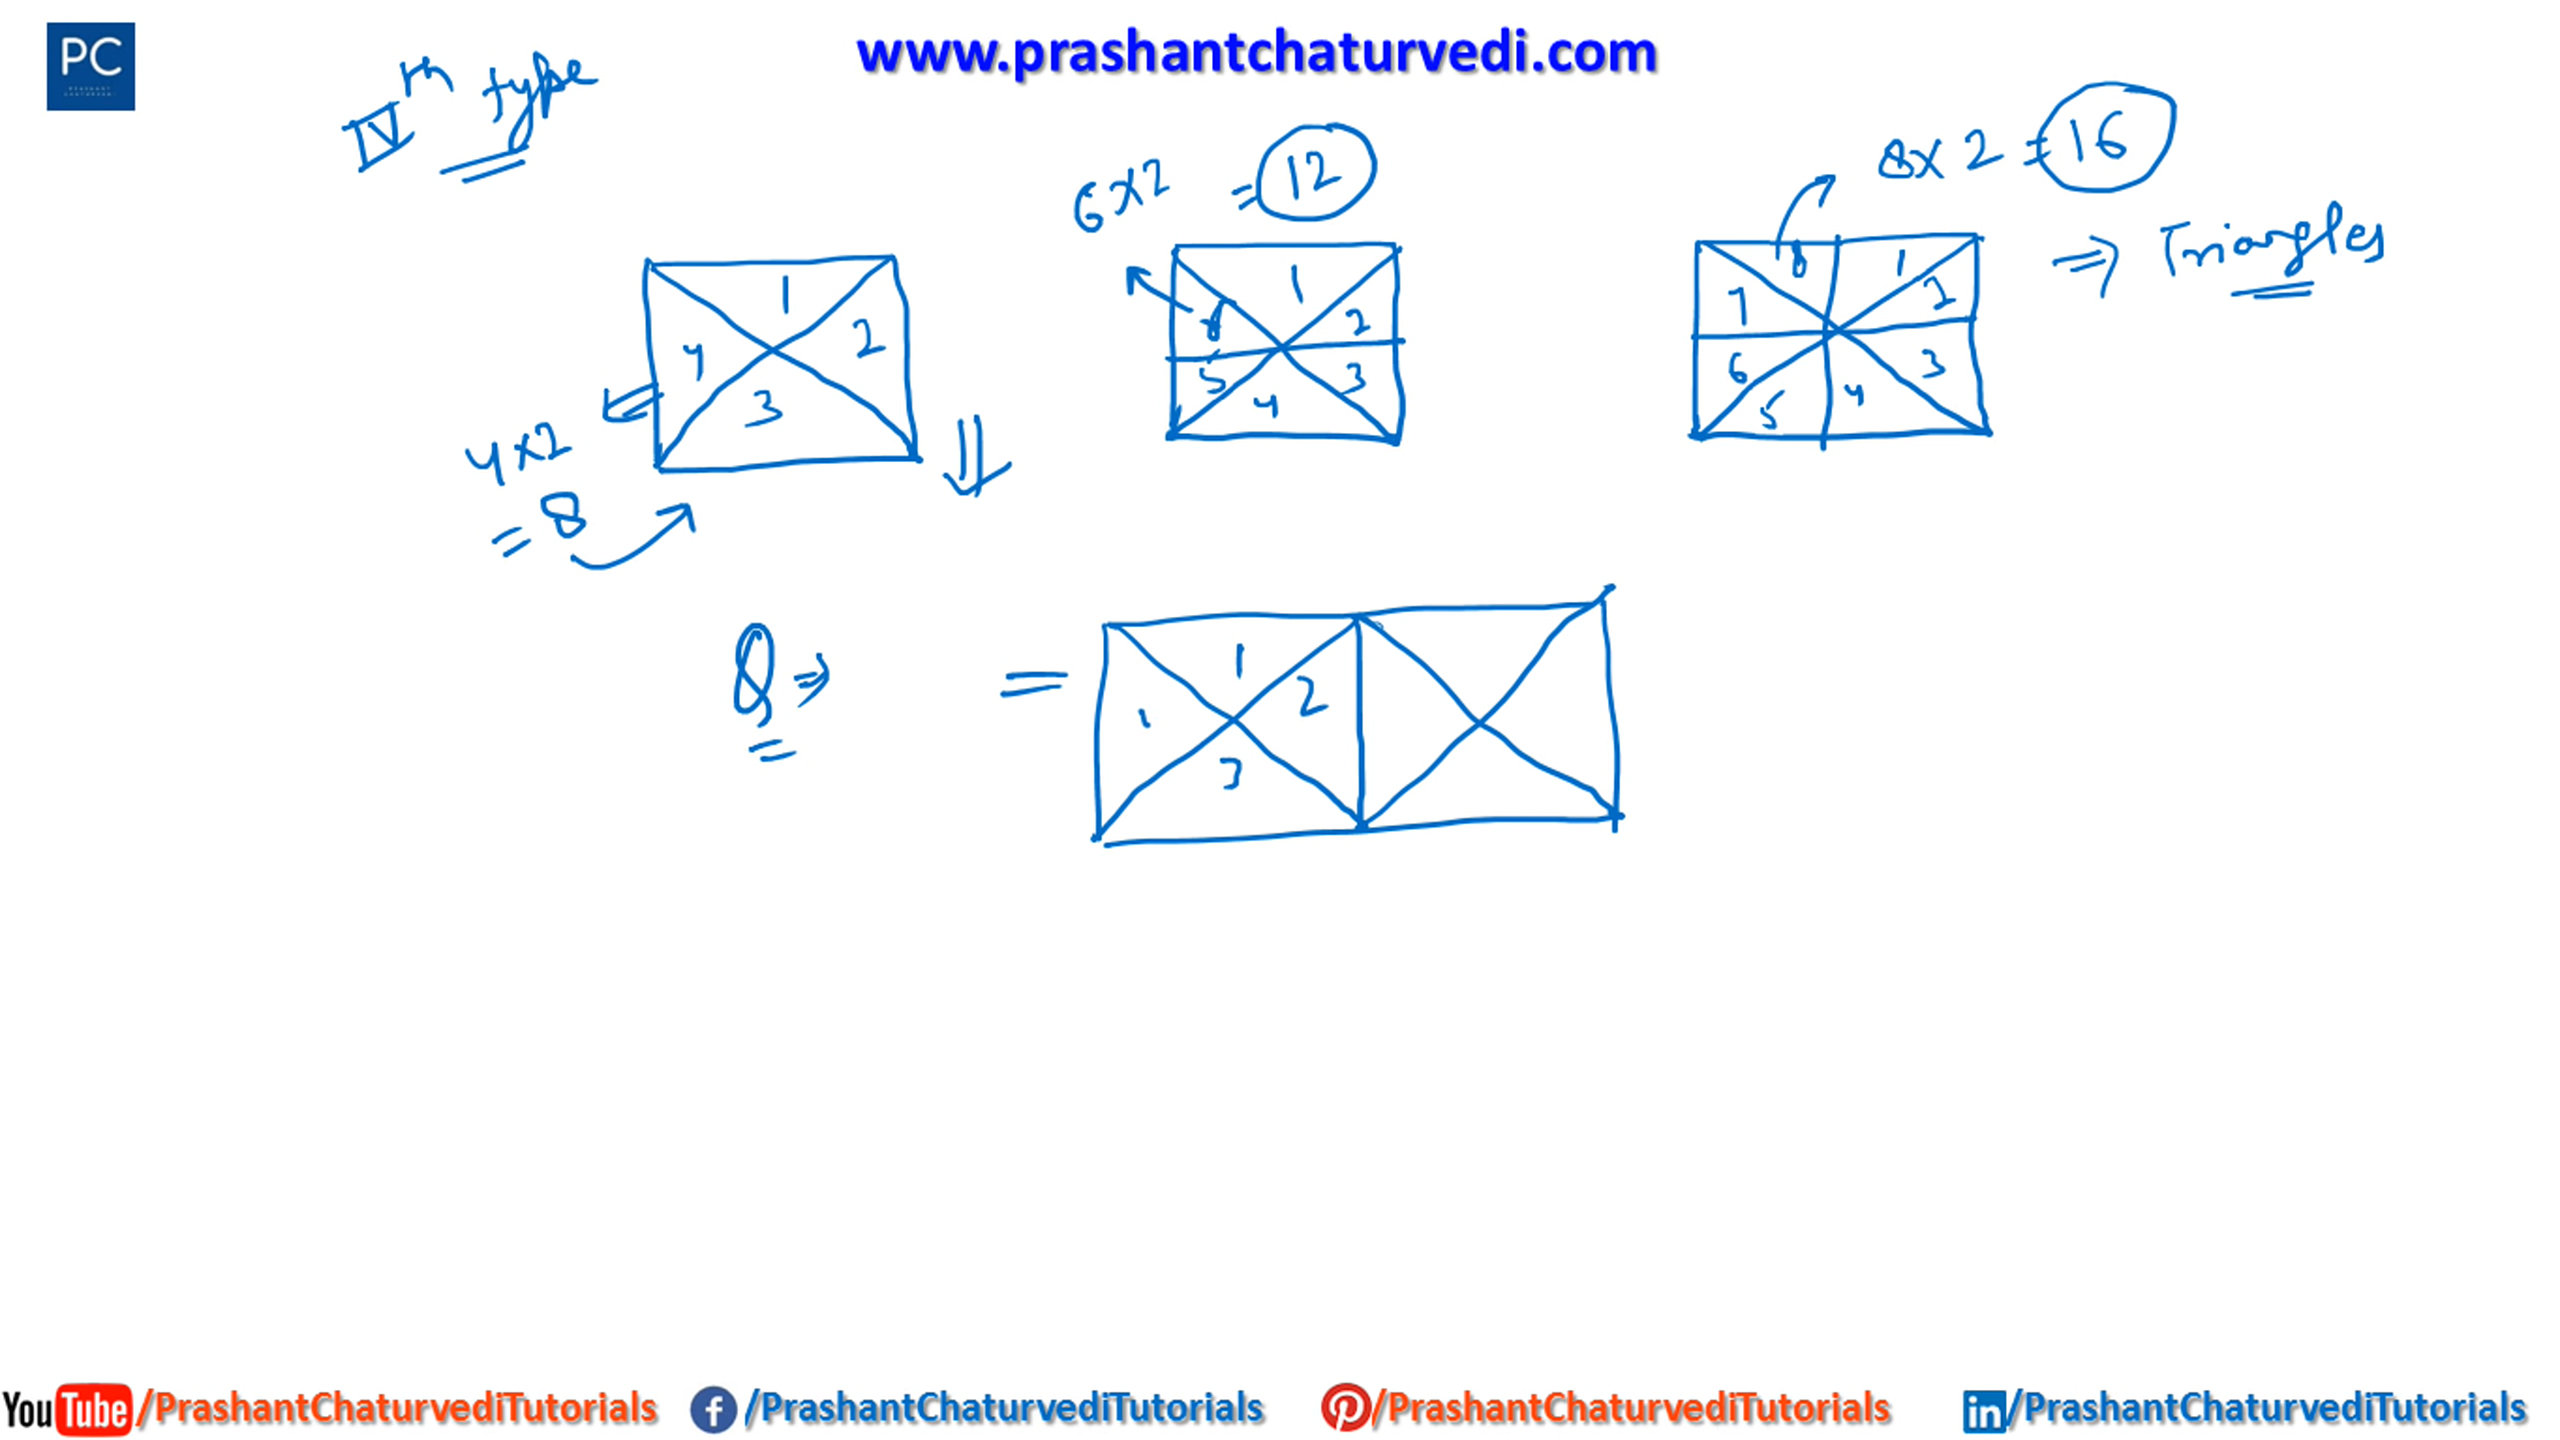 PC
www.prashantchaturvedi.com
IVth type
6x2 = 12
8x2 = 16
⇒ Triangles
1
2
3
4
4x2
= 8
1
2
3
4
5
6
8
1
2
3
4
5
6
7
8
Q ⇒ =
1
1
2
3
YouTube/PrashantChaturvediTutorials
f/PrashantChaturvediTutorials
/PrashantChaturvediTutorials
in/PrashantChaturvediTutorials